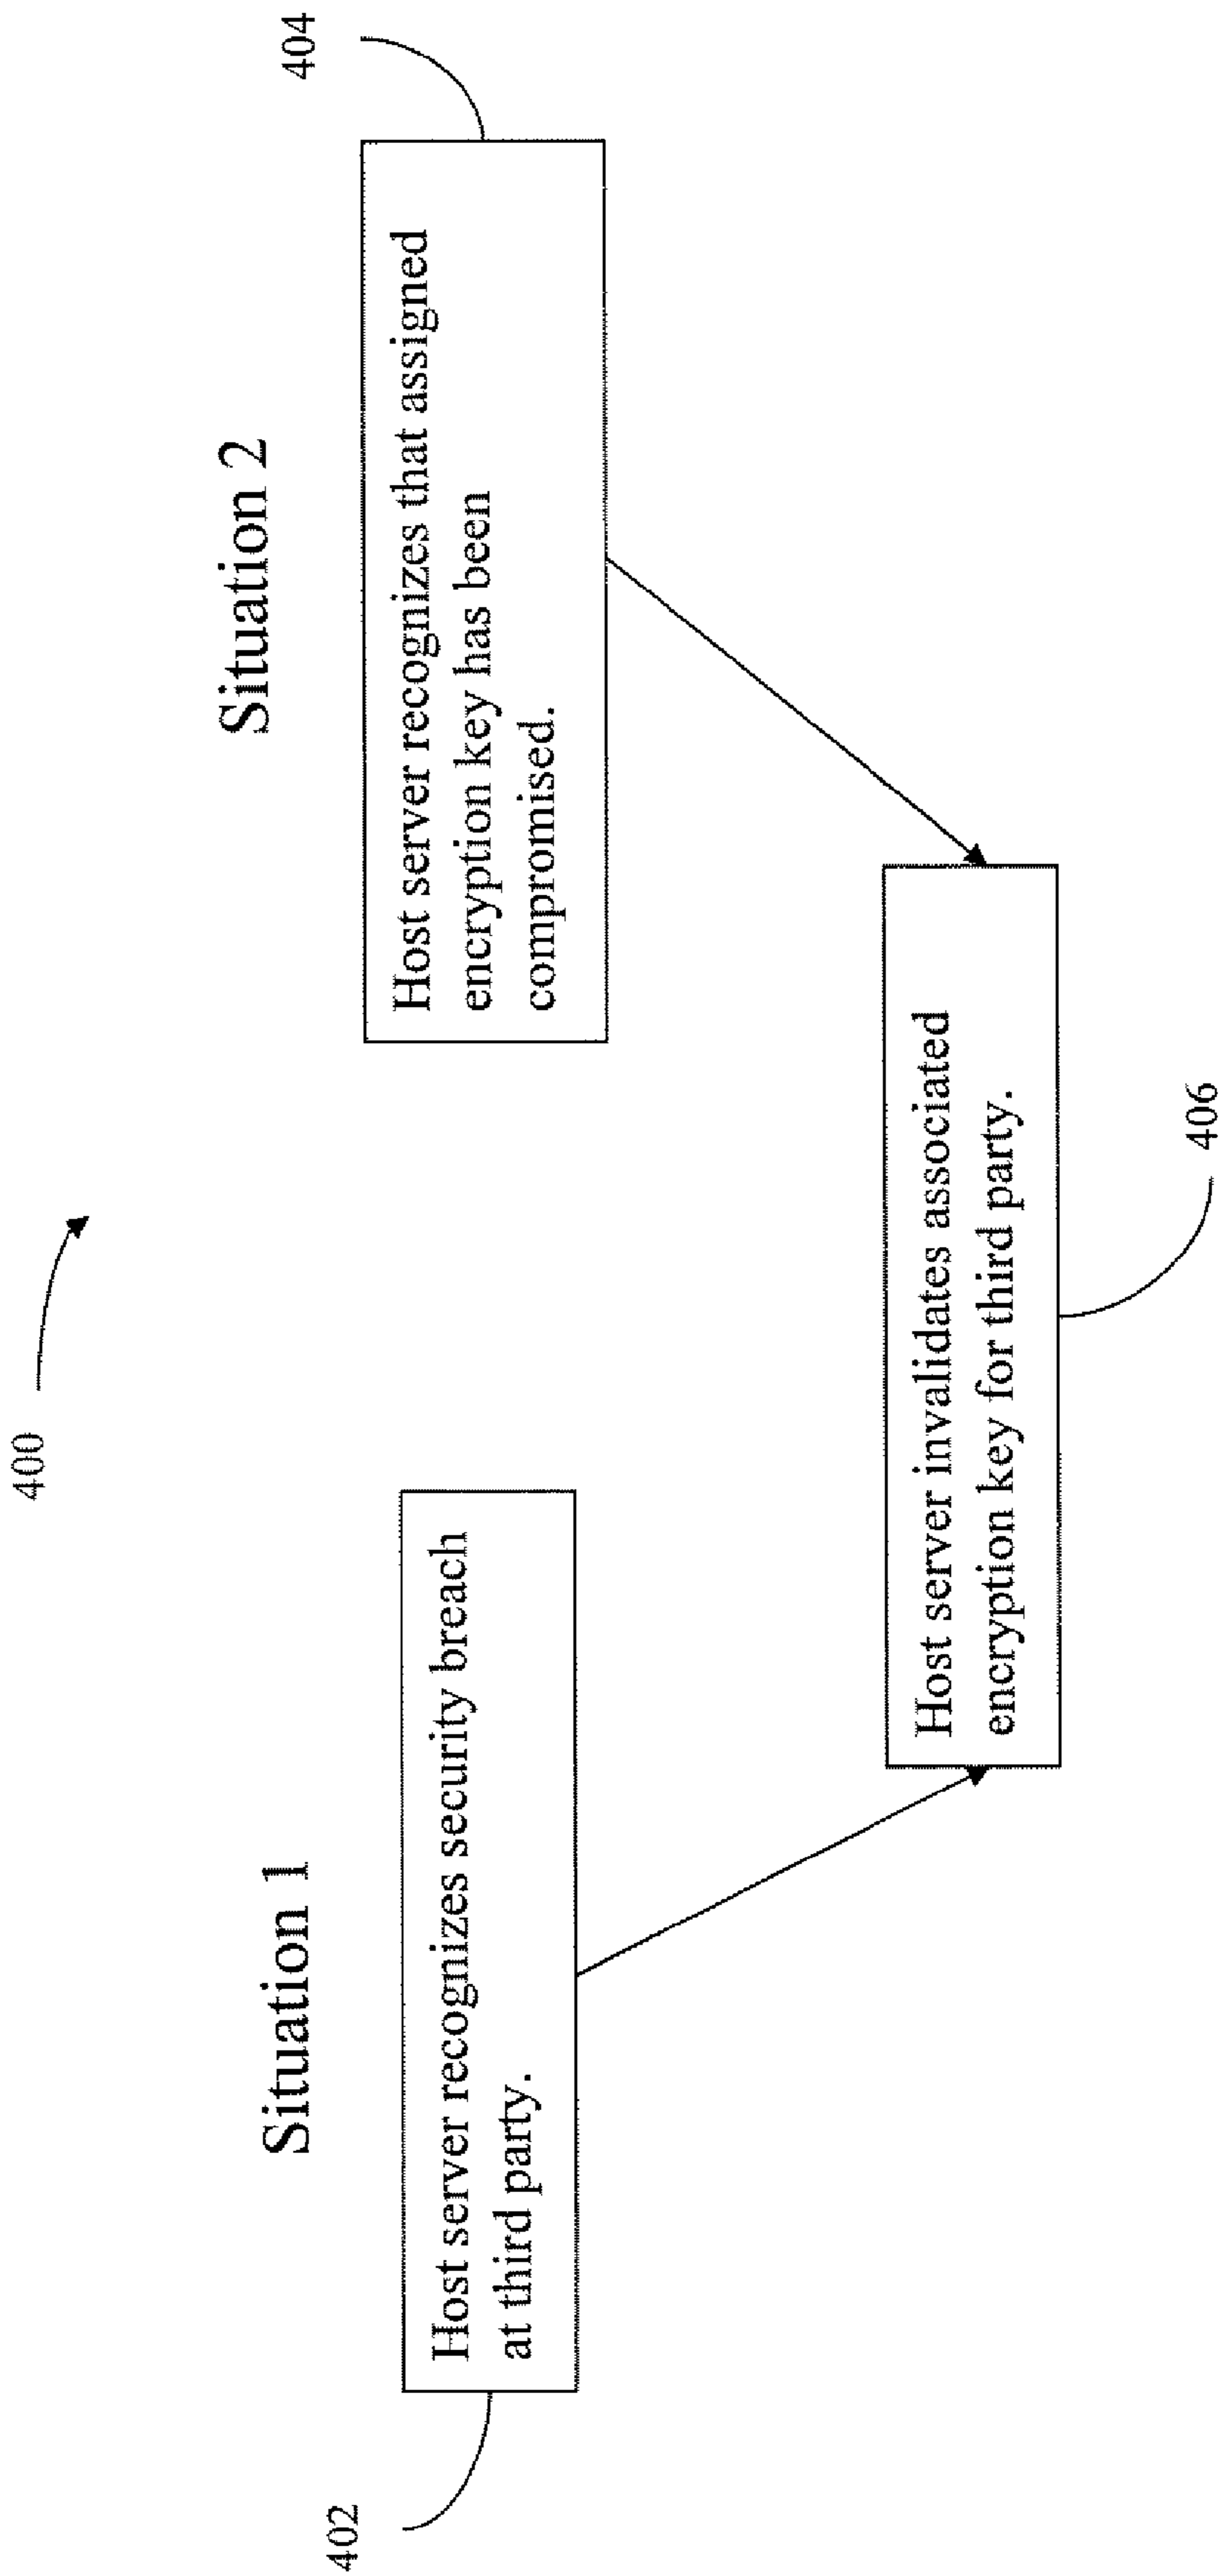 400
Situation 1
Situation 2
402
Host server recognizes security breach
at third party.
404
Host server recognizes that assigned
encryption key has been
compromised.
Host server invalidates associated
encryption key for third party.
406